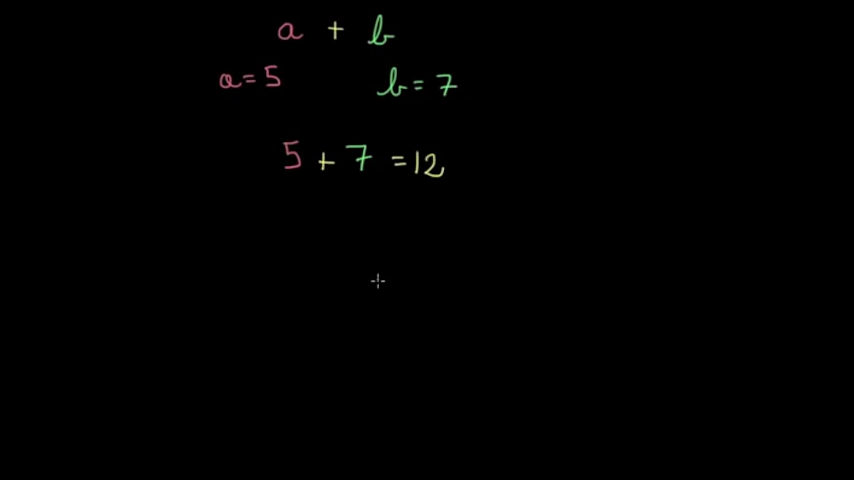 a + b
a = 5 b = 7
5 + 7 = 12